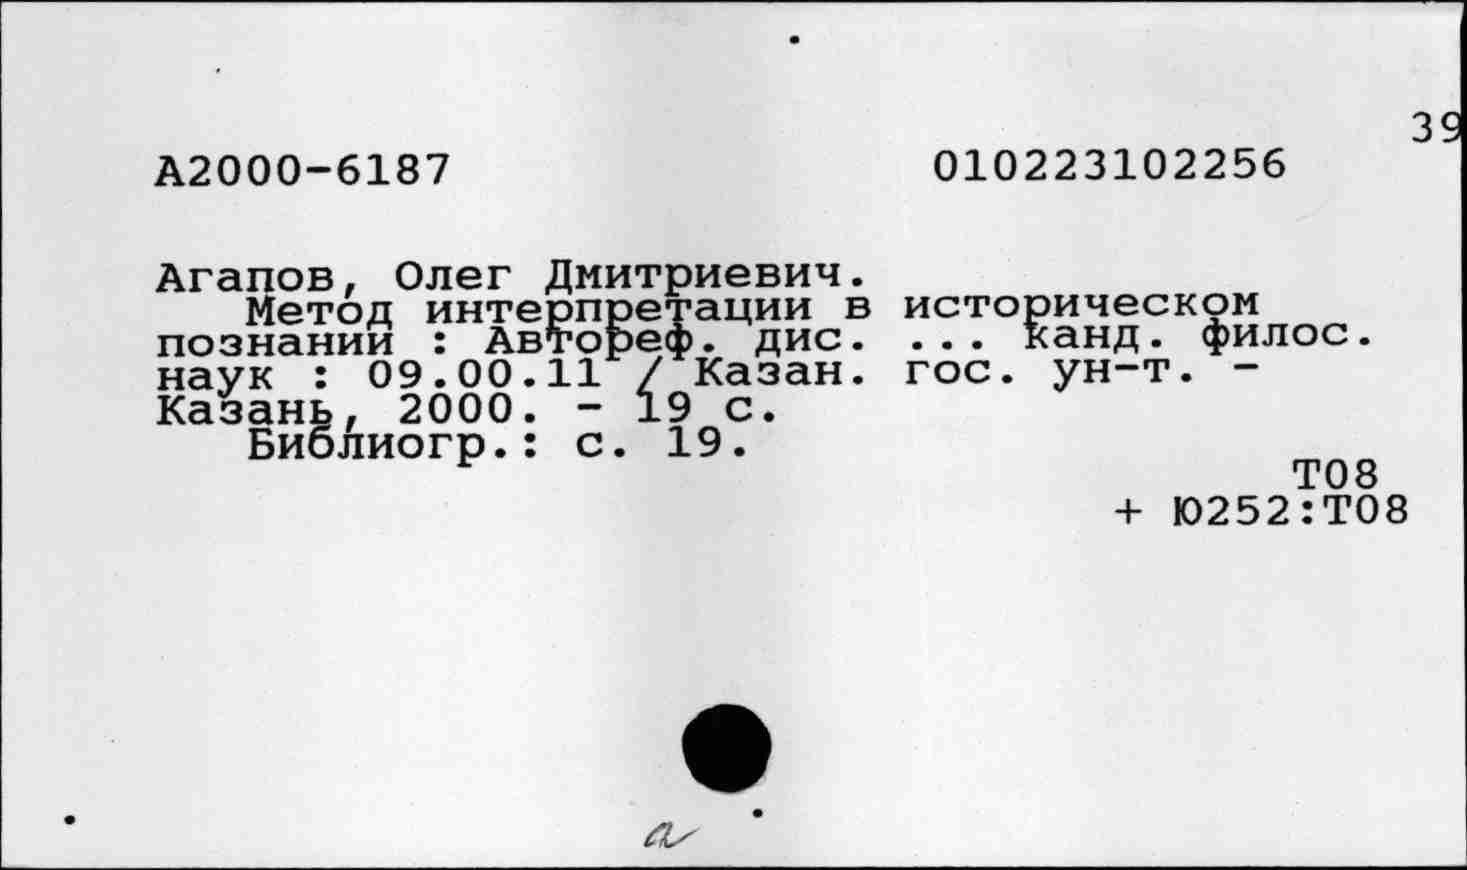 39
А2000-6187 010223102256
Агапов, Олег Дмитриевич.
Метод интерпретации в историческом
познании : Автореф. дис. ... канд. филос.
наук : 09.00.11 / Казан. гос. ун-т. -
Казань, 2000. - 19 с.
Библиогр.: с. 19.
Т08
+ Ю252:Т08